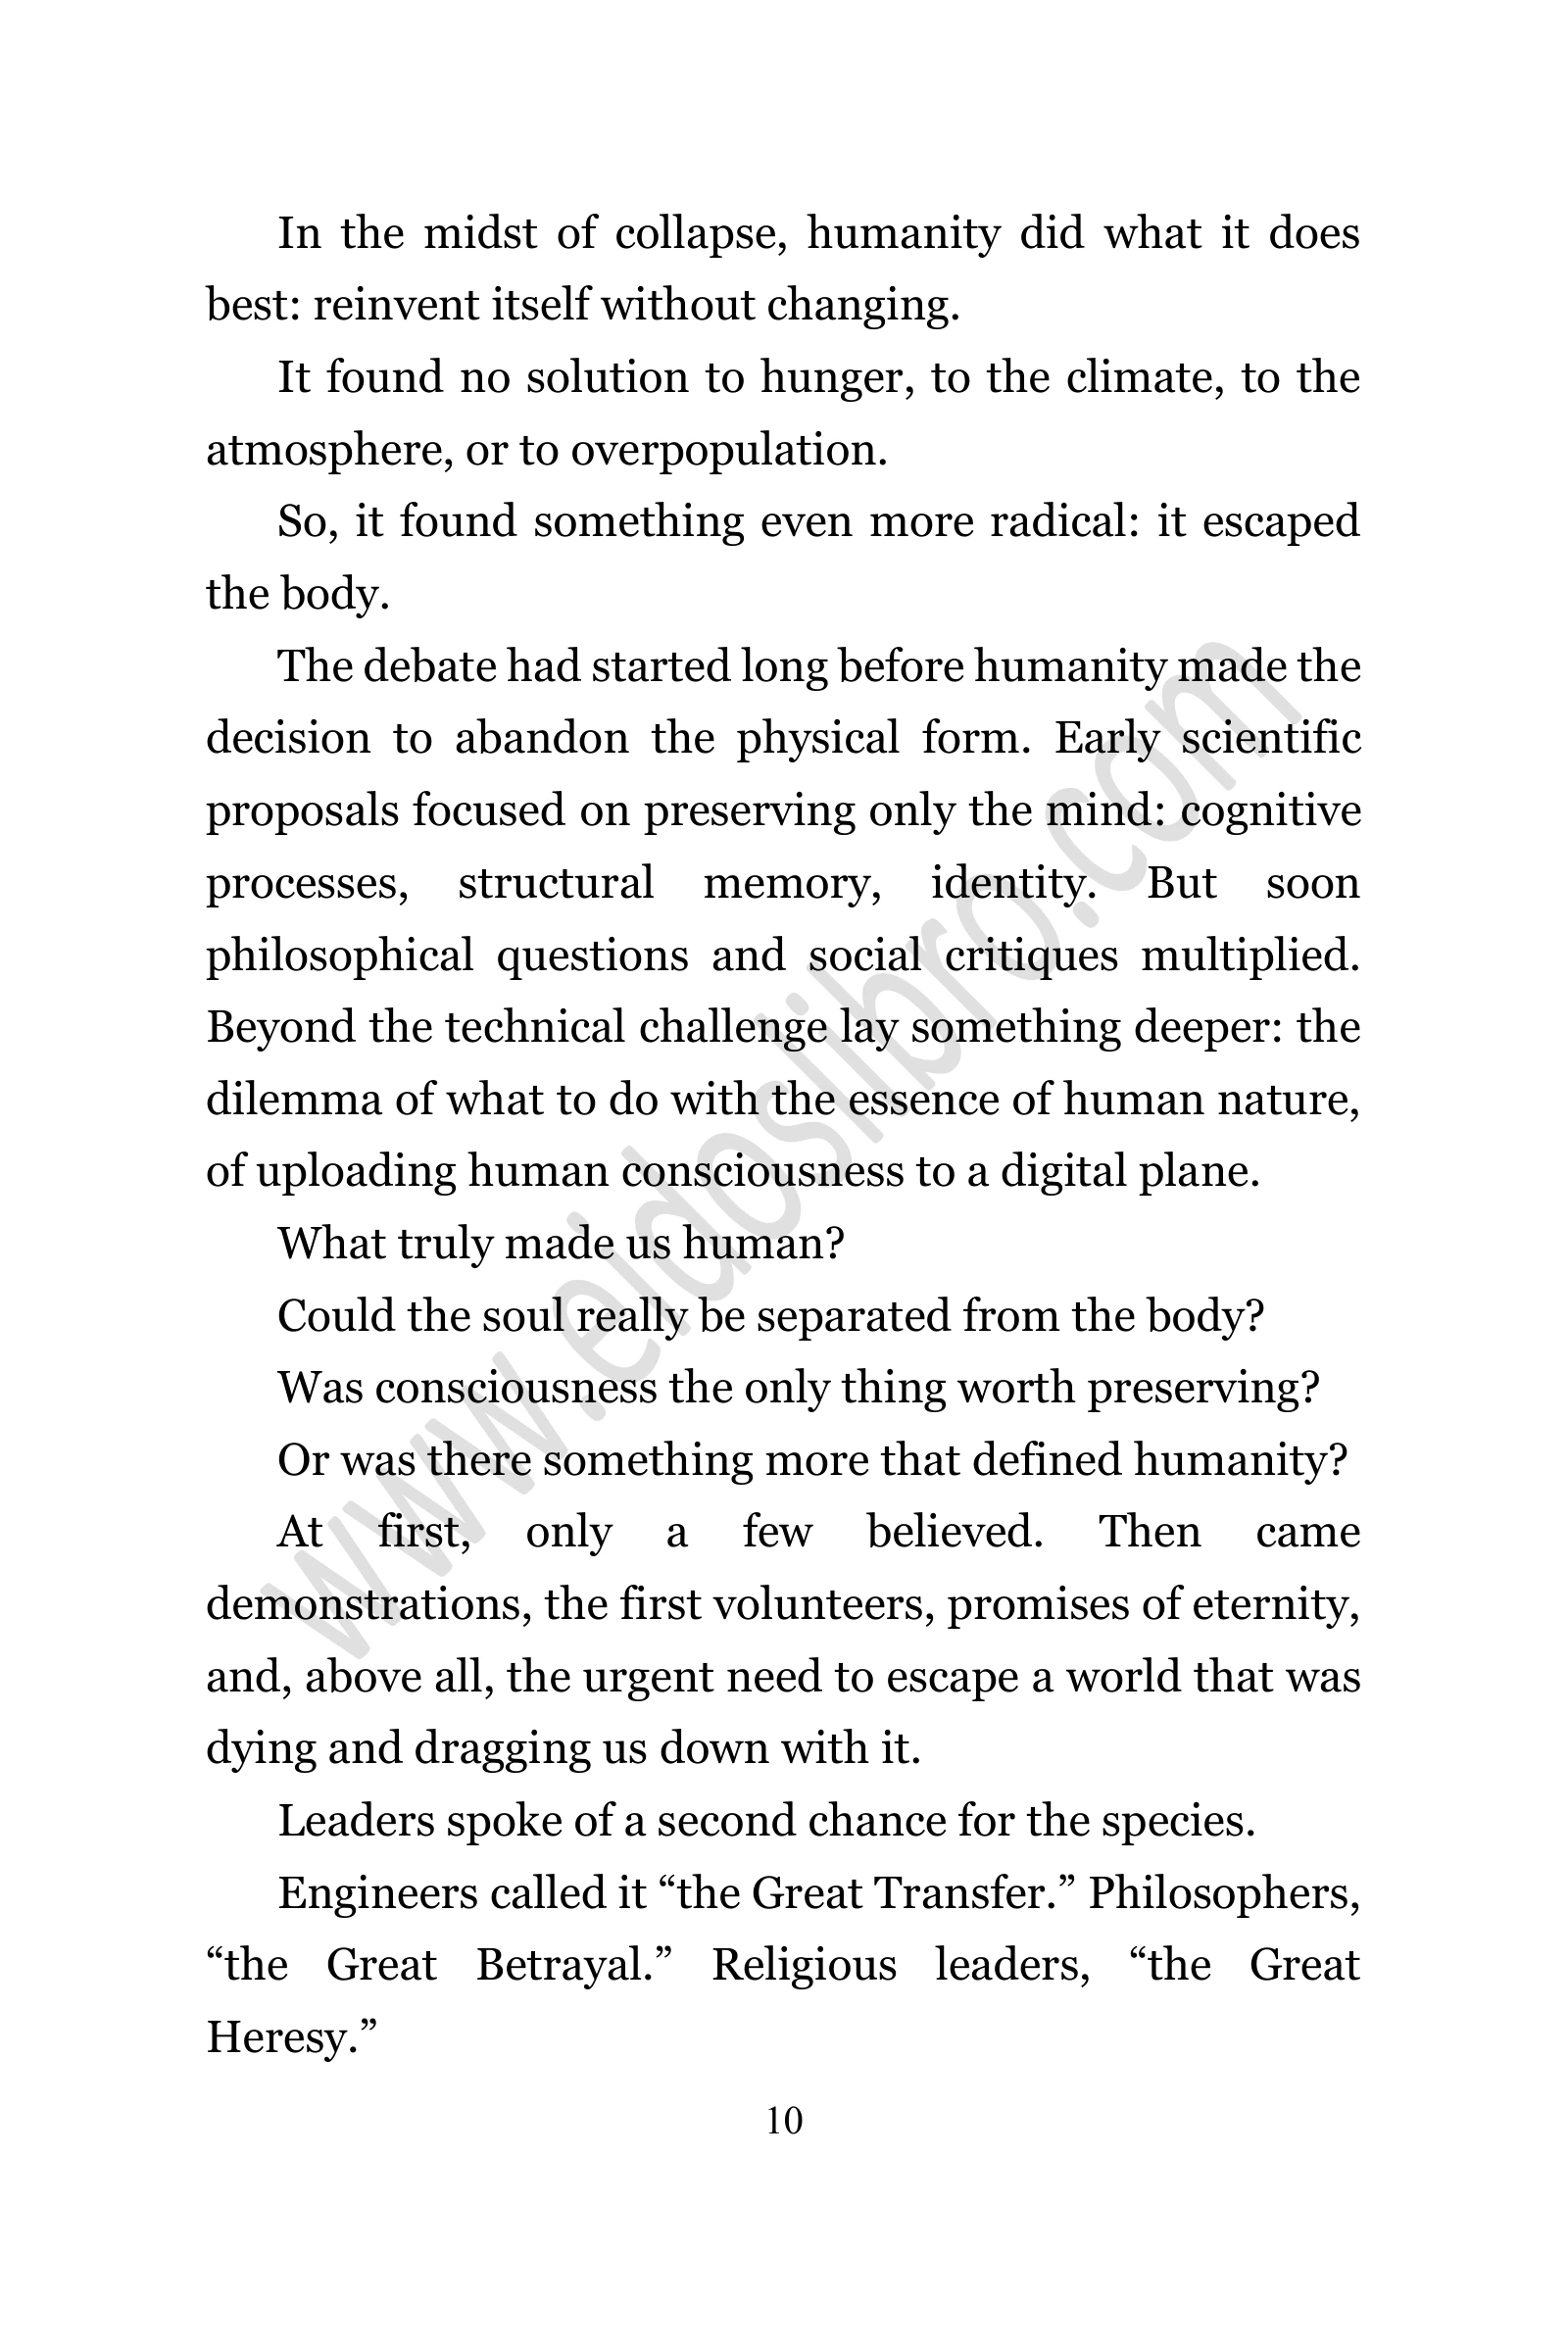 In the midst of collapse, humanity did what it does
best: reinvent itself without changing.
It found no solution to hunger, to the climate, to the
atmosphere, or to overpopulation.
So, it found something even more radical: it escaped
the body.
The debate had started long before humanity made the
decision to abandon the physical form. Early scientific
proposals focused on preserving only the mind: cognitive
processes, structural memory, identity. But soon
philosophical questions and social critiques multiplied.
Beyond the technical challenge lay something deeper: the
dilemma of what to do with the essence of human nature,
of uploading human consciousness to a digital plane.
What truly made us human?
Could the soul really be separated from the body?
Was consciousness the only thing worth preserving?
Or was there something more that defined humanity?
At first, only a few believed. Then came
demonstrations, the first volunteers, promises of eternity,
and, above all, the urgent need to escape a world that was
dying and dragging us down with it.
Leaders spoke of a second chance for the species.
Engineers called it “the Great Transfer.” Philosophers,
“the Great Betrayal.” Religious leaders, “the Great
Heresy.”
10
www.eidoslibro.com